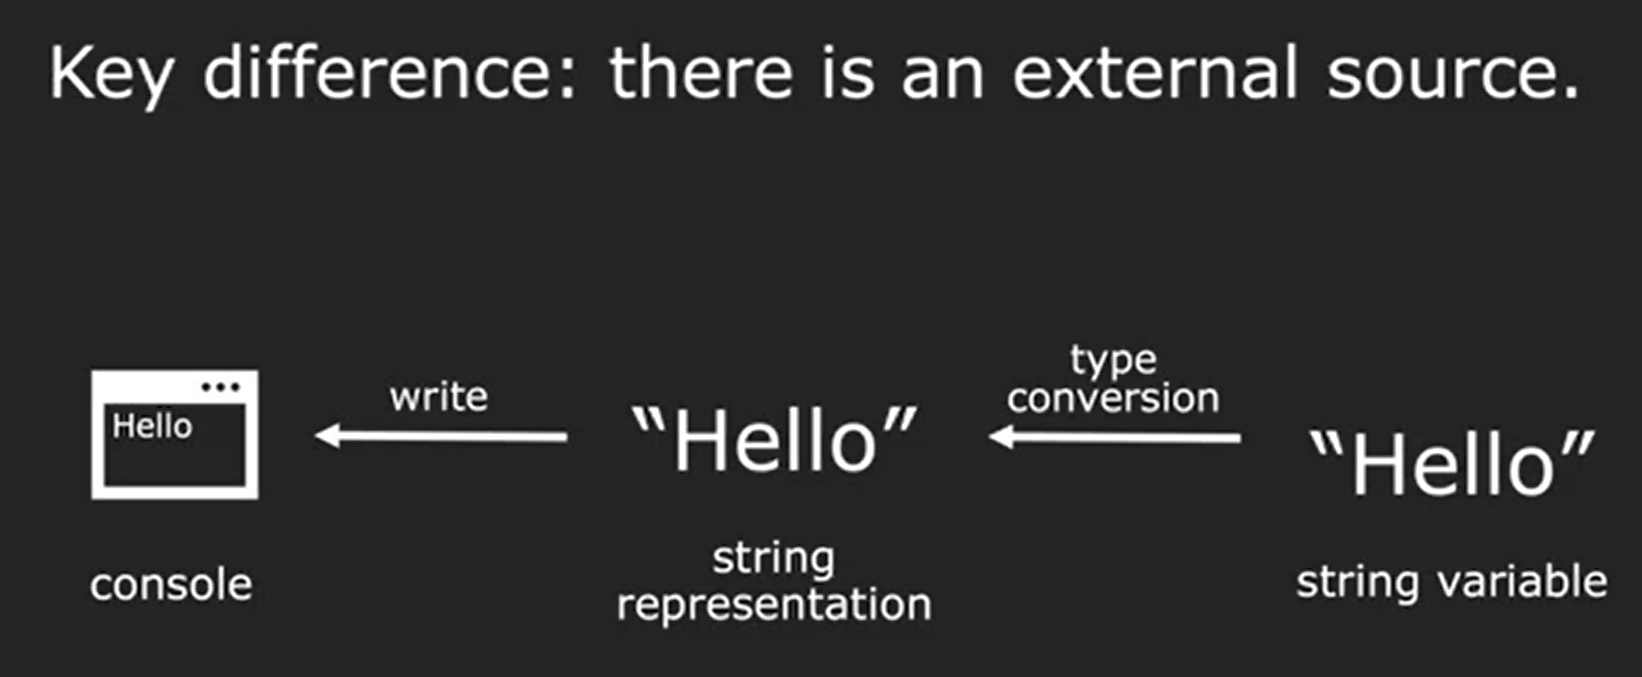 Key difference: there is an external source.
Hello
console
write
“Hello”
string
representation
type
conversion
“Hello”
string variable